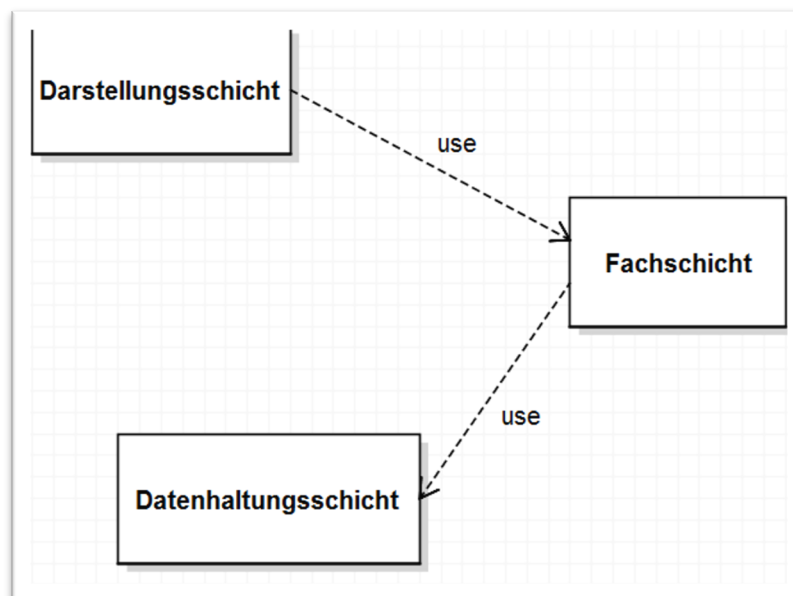 Darstellungsschicht
use
Fachschicht
use
Datenhaltungsschicht